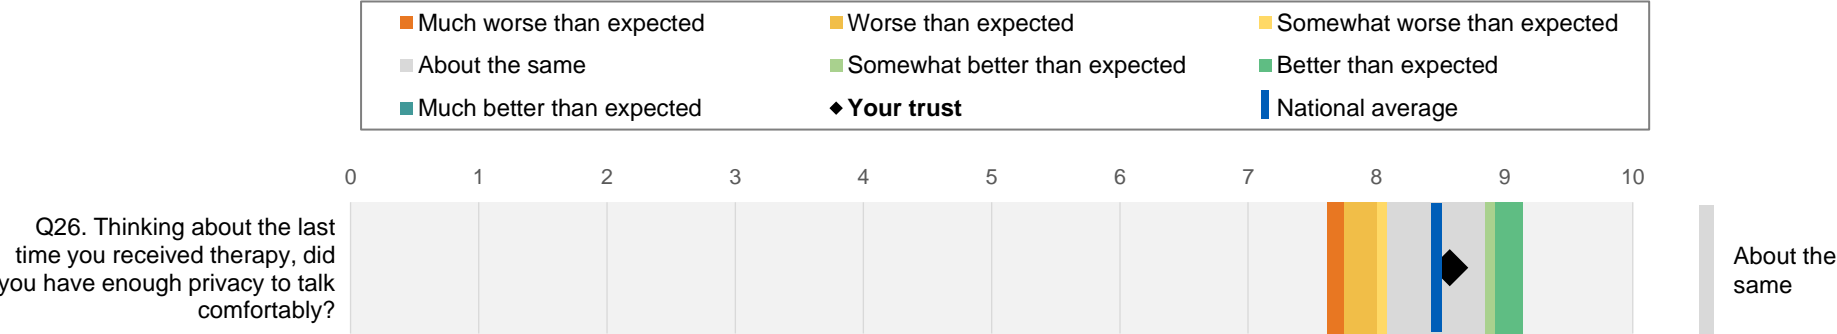 Much worse than expected Worse than expected Somewhat worse than expected
About the same Somewhat better than expected Better than expected
Much better than expected Your trust National average
0 1 2 3 4 5 6 7 8 9 10
Q26. Thinking about the last
time you received therapy, did
you have enough privacy to talk
comfortably?
About the
same